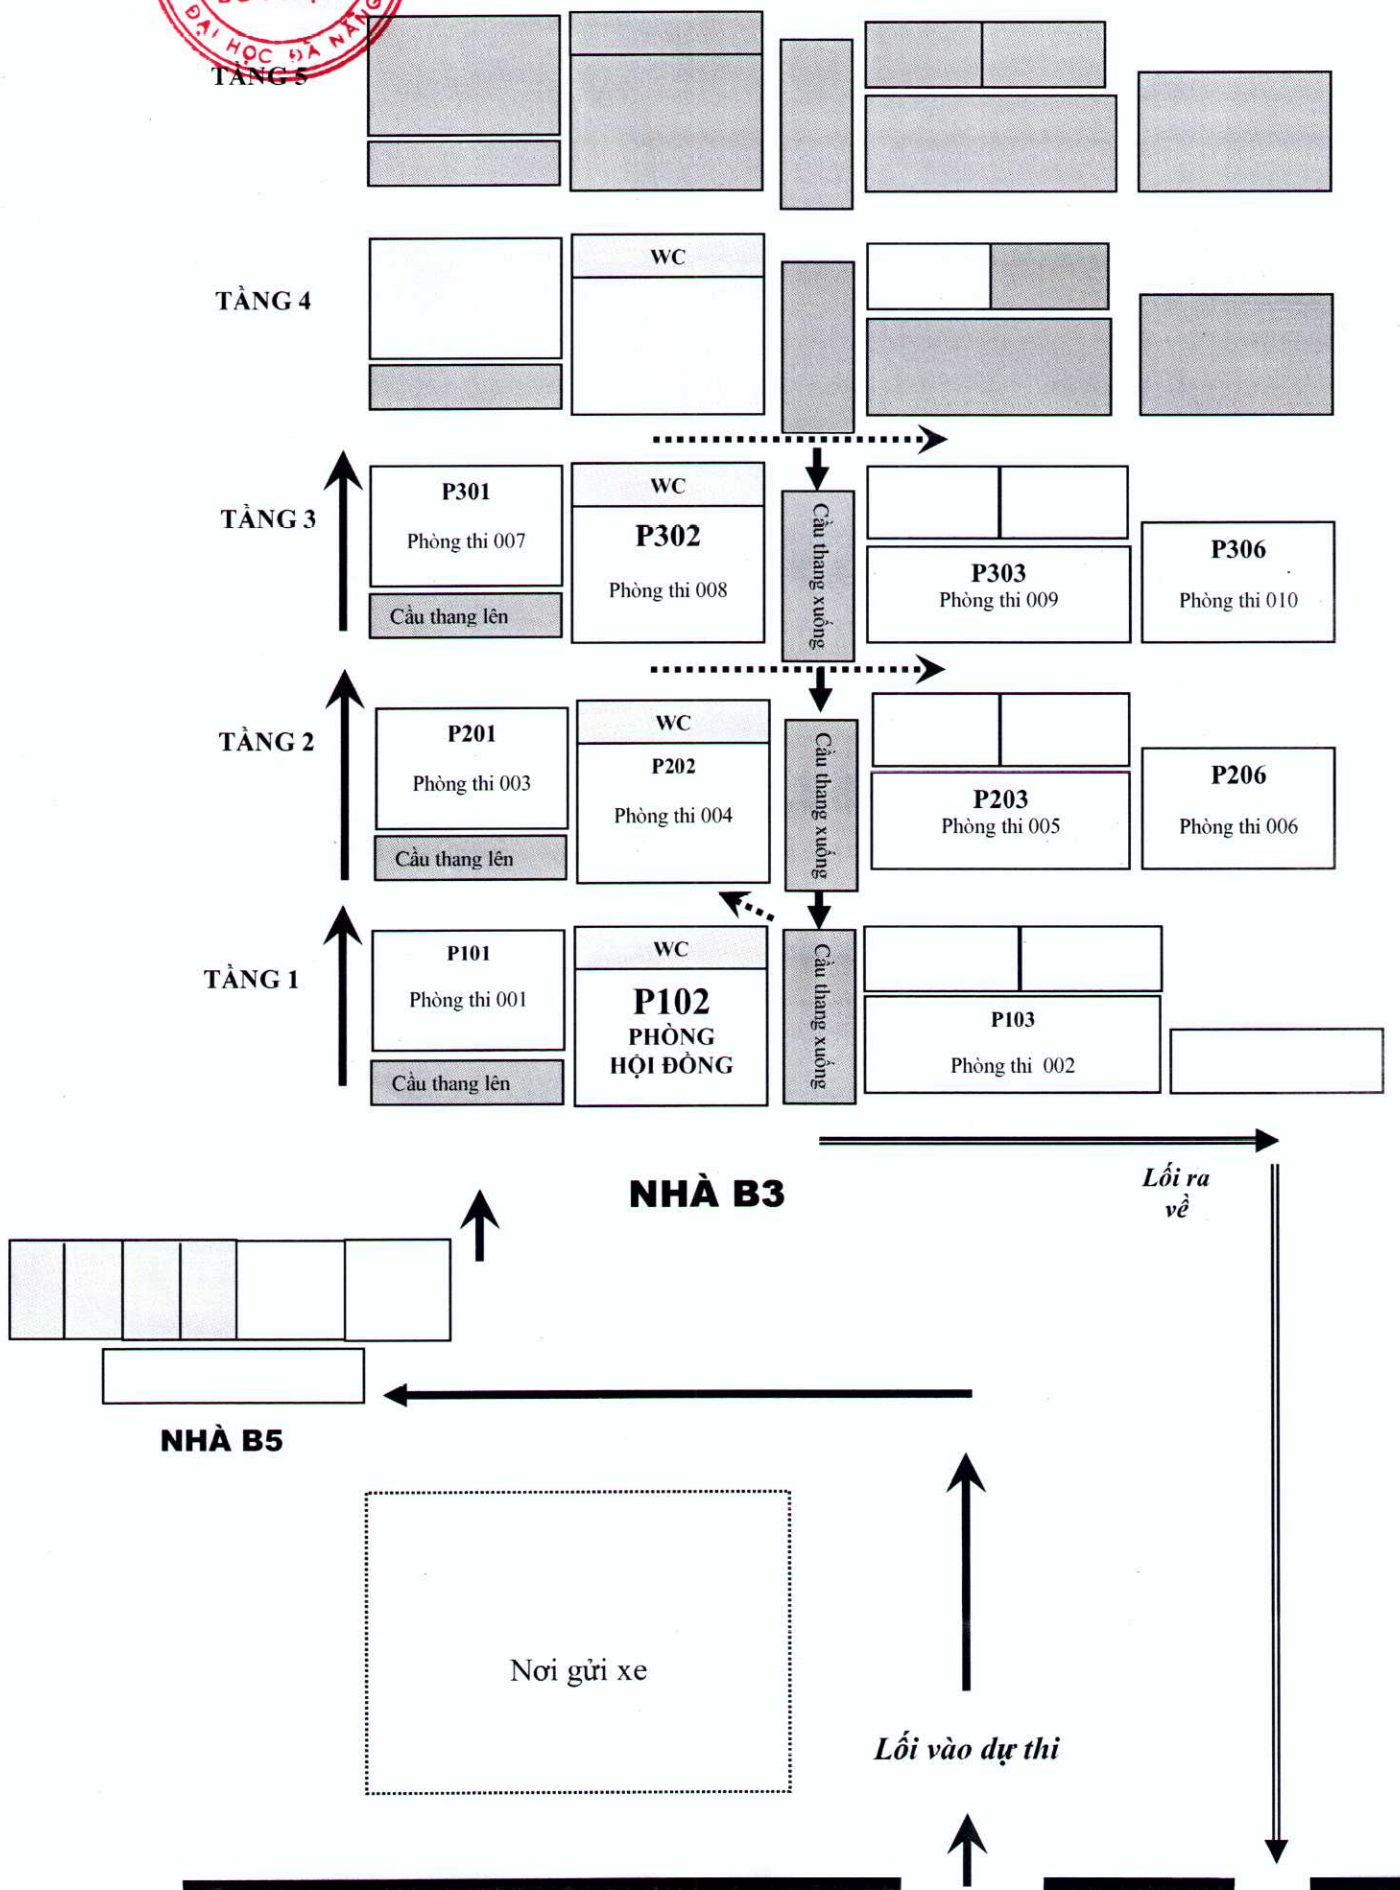 ĐẠI HỌC ĐÀ NẴNG
TẦNG 5
TẦNG 4
WC
TẦNG 3
P301
Phòng thi 007
Cầu thang lên
WC
P302
Phòng thi 008
Cầu thang xuống
P303
Phòng thi 009
P306
Phòng thi 010
TẦNG 2
P201
Phòng thi 003
Cầu thang lên
WC
P202
Phòng thi 004
Cầu thang xuống
P203
Phòng thi 005
P206
Phòng thi 006
TẦNG 1
P101
Phòng thi 001
Cầu thang lên
WC
P102
PHÒNG
HỘI ĐỒNG
Cầu thang xuống
P103
Phòng thi 002
NHÀ B3
Lối ra
về
NHÀ B5
Nơi gửi xe
Lối vào dự thi